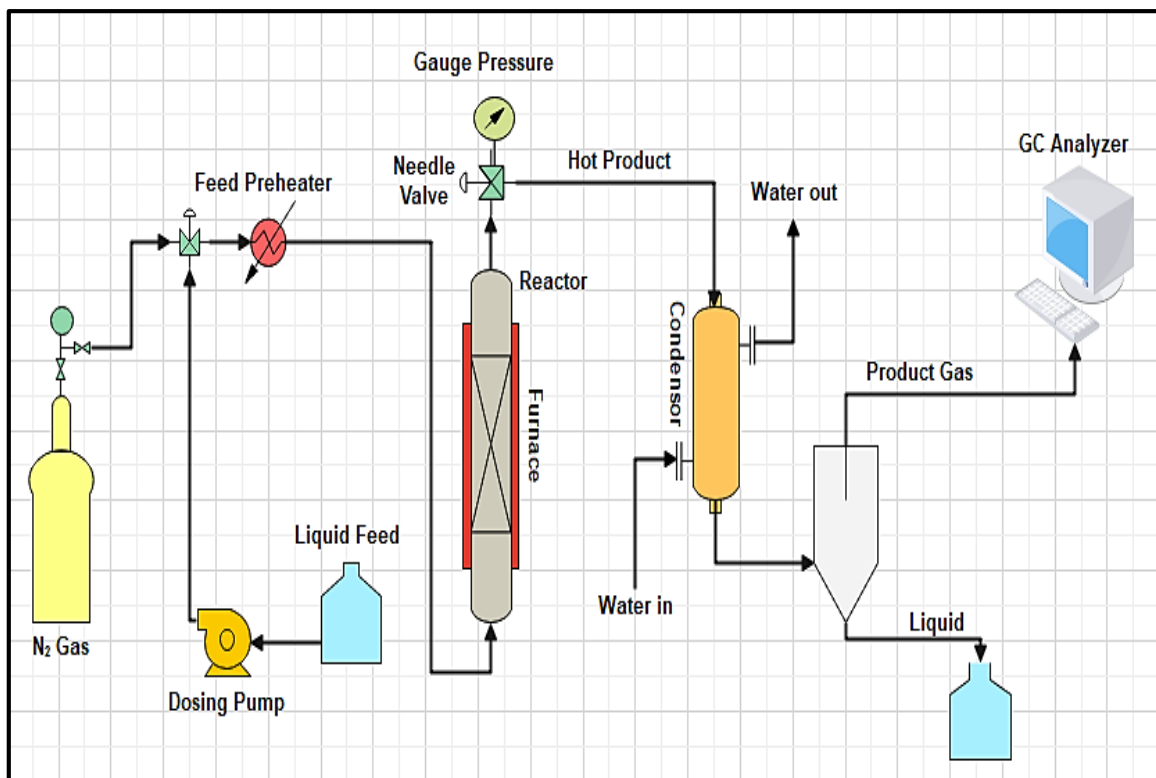 Gauge Pressure
GC Analyzer
Needle
Valve
Hot Product
Feed Preheater
Water out
Reactor
Condensor
Product Gas
Furnace
Liquid Feed
Water in
N₂ Gas
Liquid
Dosing Pump